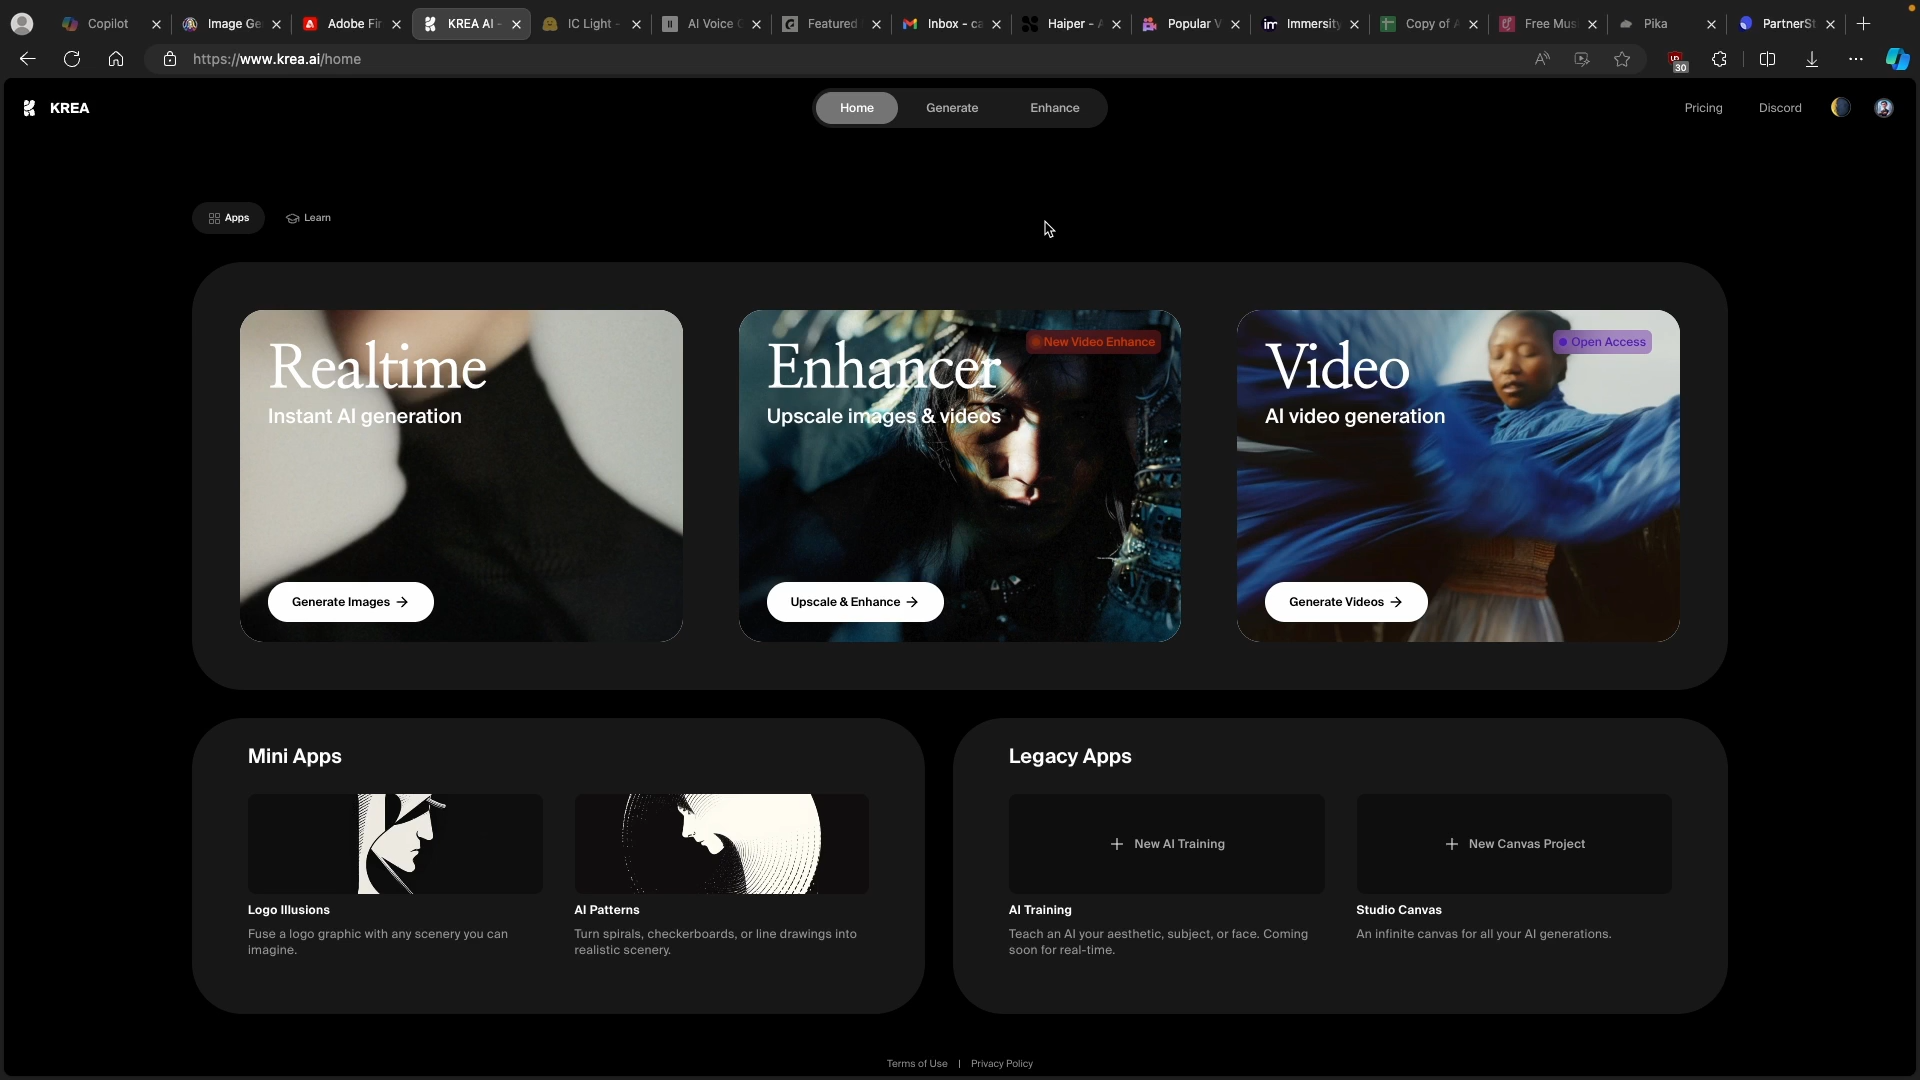 Copilot
Image Ge
Adobe Fir
KREA AI -
IC Light -
AI Voice
Featured
Inbox - ca
Haiper - A
Popular V
Immersity
Copy of A
Free Mus
Pika
PartnerSt
https://www.krea.ai/home
30
KREA
Home
Generate
Enhance
Pricing
Discord
Apps
Learn
Realtime
Instant AI generation
Generate Images →
Enhancer
New Video Enhance
Upscale images & videos
Upscale & Enhance →
Video
Open Access
AI video generation
Generate Videos →
Mini Apps
Logo Illusions
Fuse a logo graphic with any scenery you can
imagine.
AI Patterns
Turn spirals, checkerboards, or line drawings into
realistic scenery.
Legacy Apps
+ New AI Training
AI Training
Teach an AI your aesthetic, subject, or face. Coming
soon for real-time.
+ New Canvas Project
Studio Canvas
An infinite canvas for all your AI generations.
Terms of Use | Privacy Policy